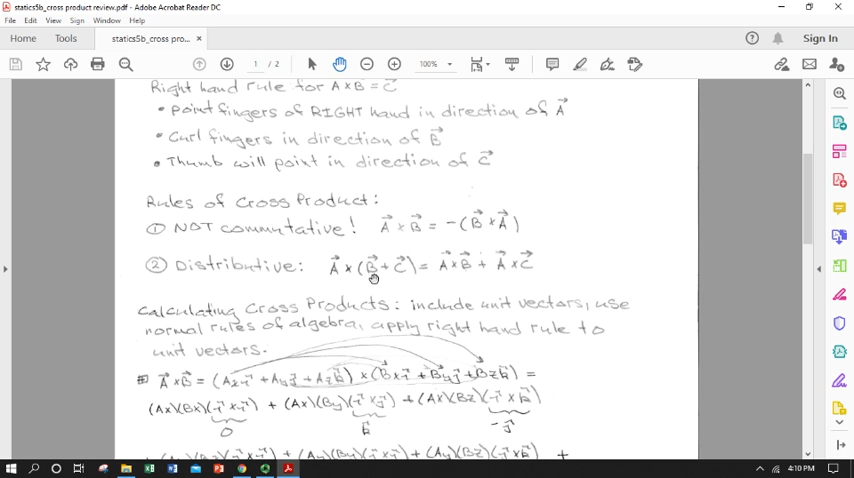 statics5b_cross product review.pdf - Adobe Acrobat Reader DC
File Edit View Sign Window Help
Home Tools statics5b_cross pro... × Sign In
1 / 2 100%
Right hand rule for A×B = C⃗
• Point fingers of RIGHT hand in direction of A⃗
• Curl fingers in direction of B⃗
• Thumb will point in direction of C⃗
Rules of Cross Product:
① NOT commutative! A⃗ × B⃗ = -(B⃗ × A⃗)
② Distributive: A⃗ × (B⃗ + C⃗) = A⃗×B⃗ + A⃗×C⃗
Calculating Cross Products: include unit vectors, use
normal rules of algebra, apply right hand rule to
unit vectors.
A⃗×B⃗ = (Axi⃗ + Ayj⃗ + Azk⃗) × (Bxi⃗ + Byj⃗ + Bzk⃗) =
(Ax)(Bx)(i⃗×i⃗) + (Ax)(By)(i⃗×j⃗) + (Ax)(Bz)(i⃗×k⃗)
0 k⃗ -j⃗
4:10 PM